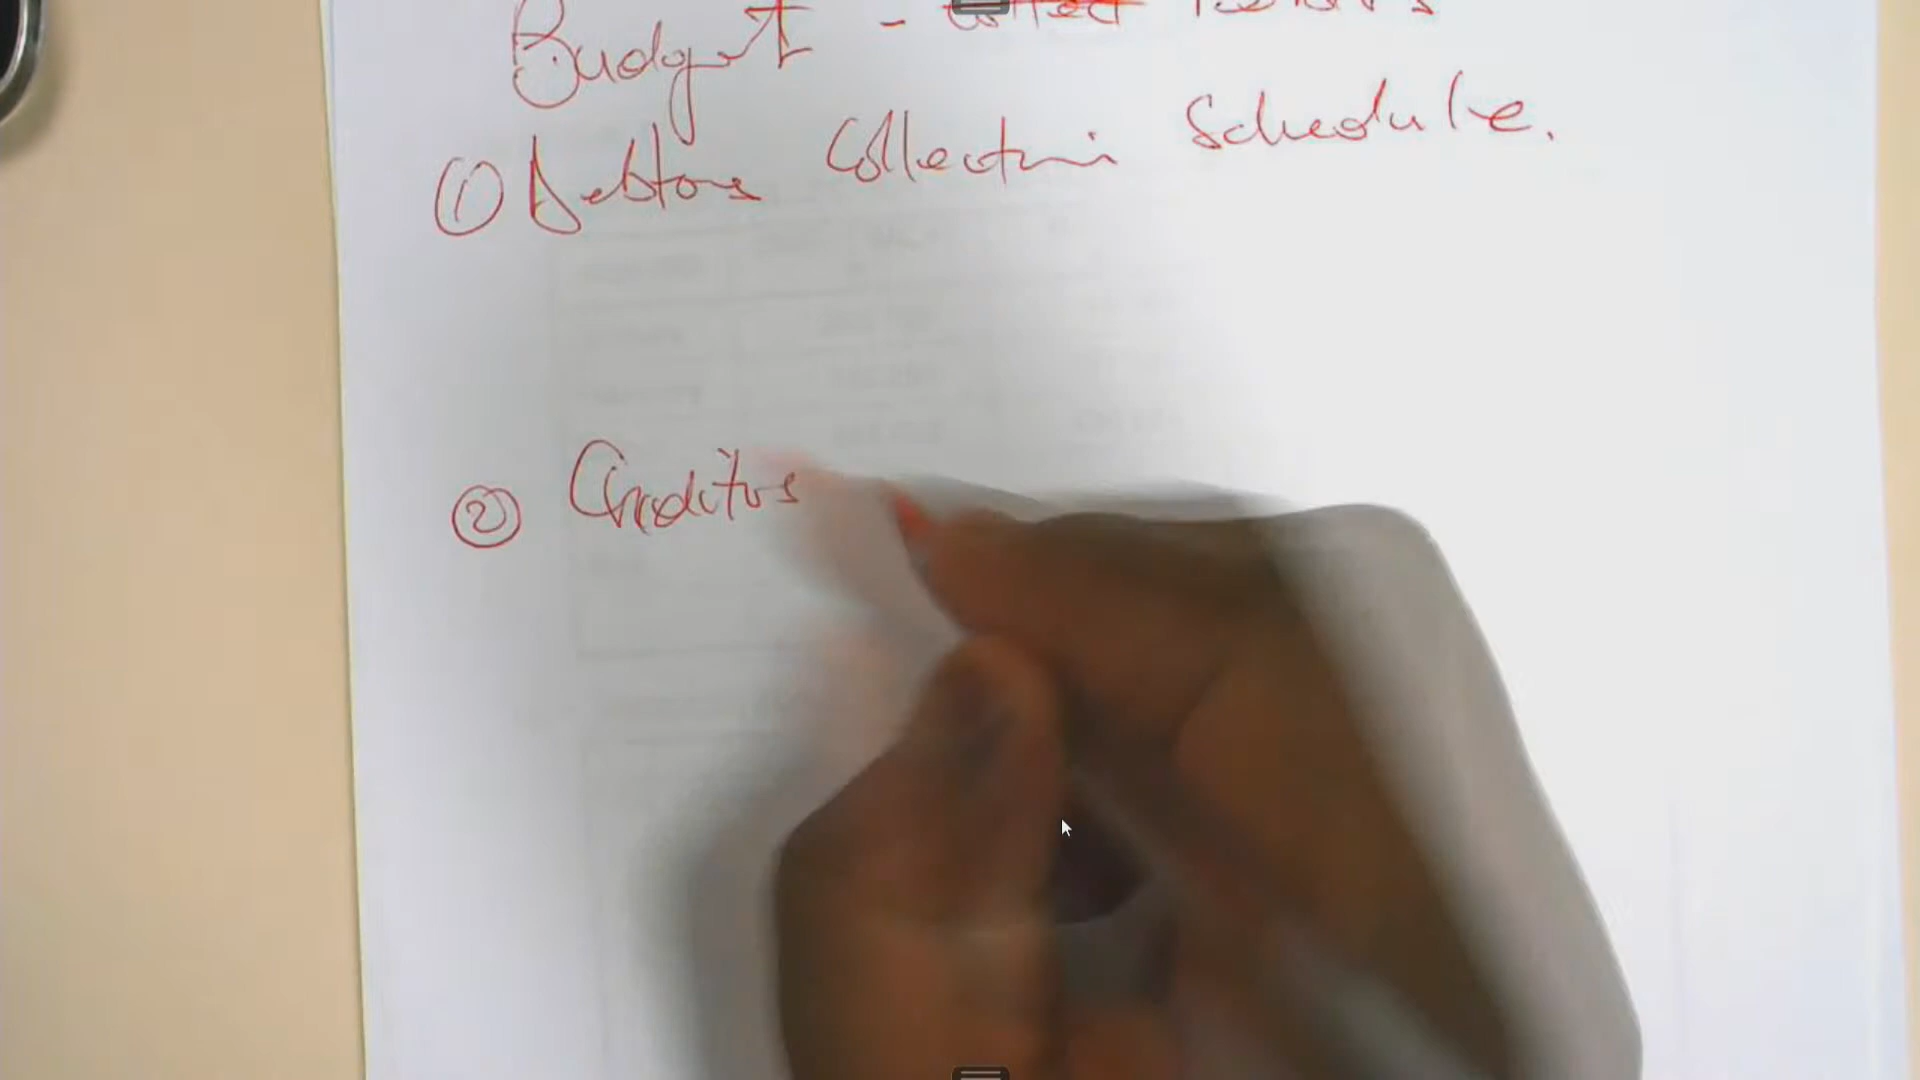 Budget -
① Debtors Collection Schedule.
② Creditors